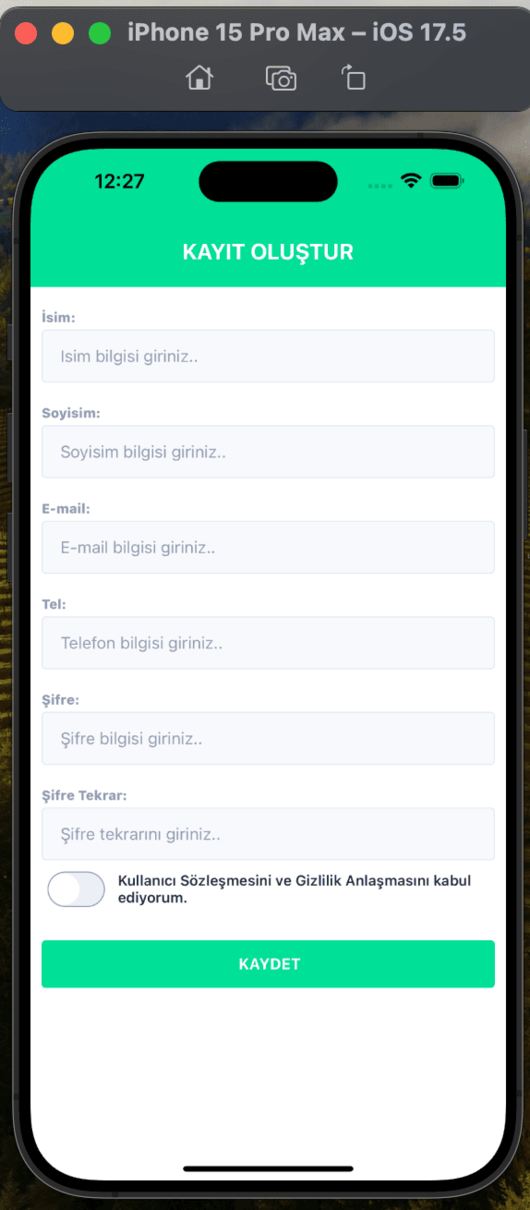 iPhone 15 Pro Max – iOS 17.5
12:27
KAYIT OLUŞTUR
İsim:
Isim bilgisi giriniz..
Soyisim:
Soyisim bilgisi giriniz..
E-mail:
E-mail bilgisi giriniz..
Tel:
Telefon bilgisi giriniz..
Şifre:
Şifre bilgisi giriniz..
Şifre Tekrar:
Şifre tekrarını giriniz..
Kullanıcı Sözleşmesini ve Gizlilik Anlaşmasını kabul
ediyorum.
KAYDET